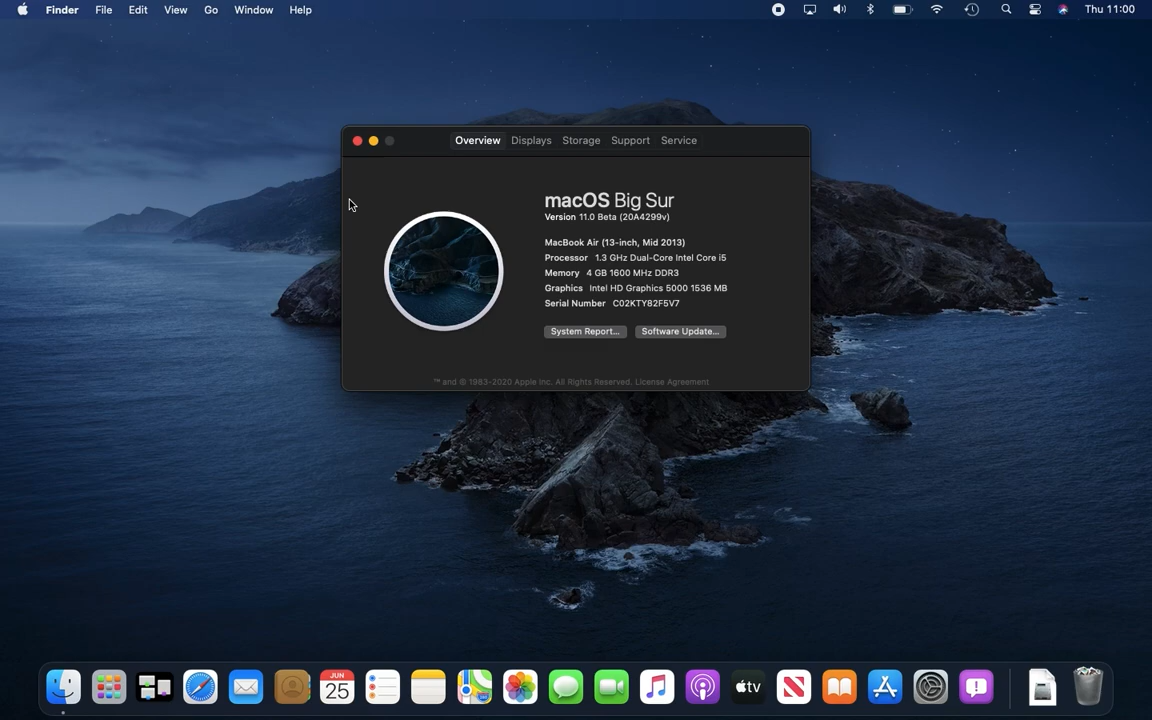 Finder File Edit View Go Window Help Thu 11:00
Overview Displays Storage Support Service
macOS Big Sur
Version 11.0 Beta (20A4299v)
MacBook Air (13-inch, Mid 2013)
Processor 1.3 GHz Dual-Core Intel Core i5
Memory 4 GB 1600 MHz DDR3
Graphics Intel HD Graphics 5000 1536 MB
Serial Number C02KTY82F5V7
System Report... Software Update...
™ and © 1983-2020 Apple Inc. All Rights Reserved. License Agreement
JUN
25
tv